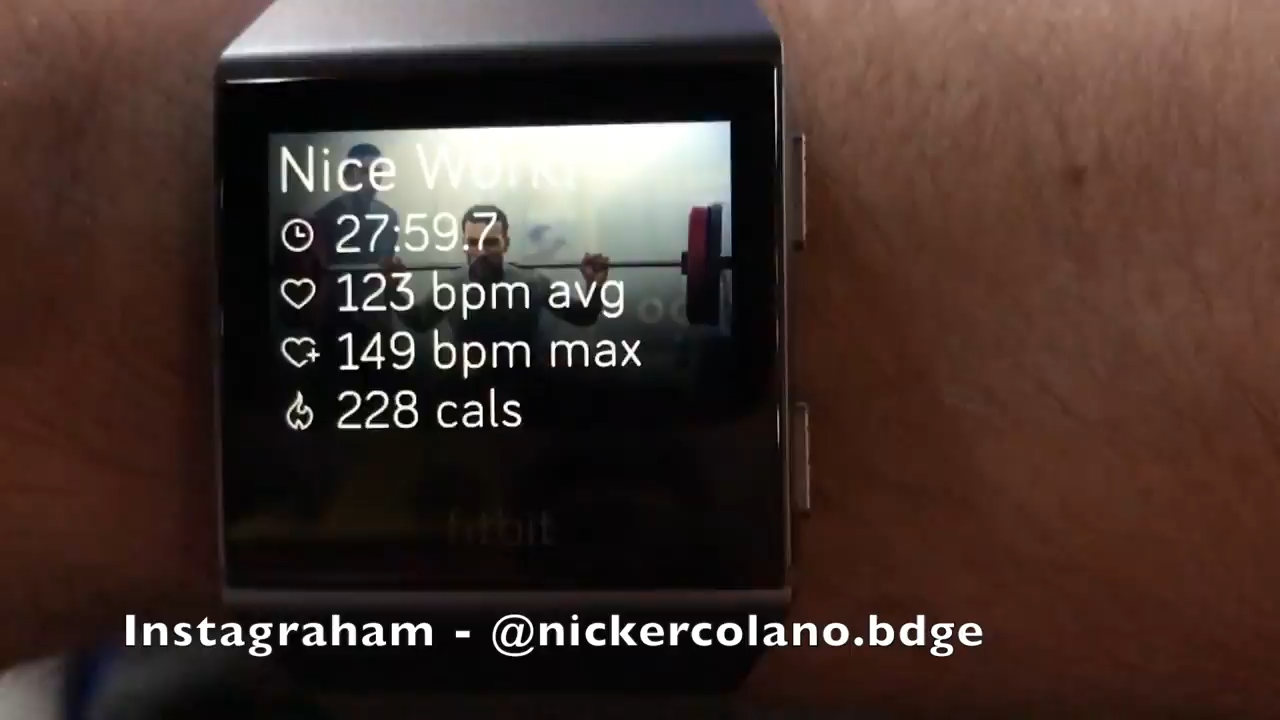 Nice Work!
27:59.7
123 bpm avg
149 bpm max
228 cals
fitbit
Instagraham - @nickercolano.bdge